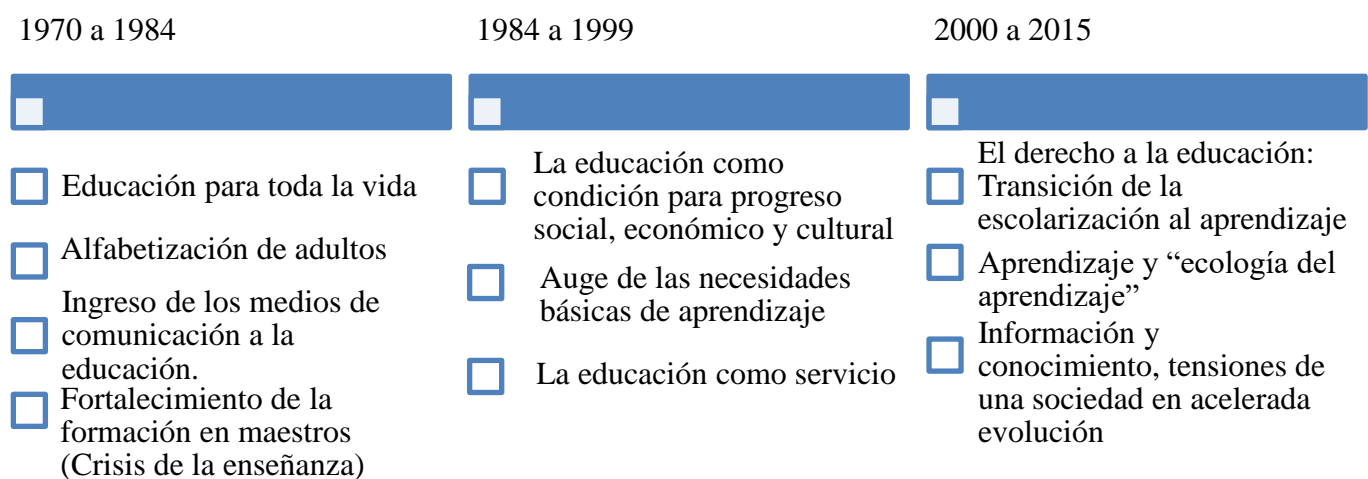 1970 a 1984
Educación para toda la vida
Alfabetización de adultos
Ingreso de los medios de
comunicación a la
educación.
Fortalecimiento de la
formación en maestros
(Crisis de la enseñanza)
1984 a 1999
La educación como
condición para progreso
social, económico y cultural
Auge de las necesidades
básicas de aprendizaje
La educación como servicio
2000 a 2015
El derecho a la educación:
Transición de la
escolarización al aprendizaje
Aprendizaje y “ecología del
aprendizaje”
Información y
conocimiento, tensiones de
una sociedad en acelerada
evolución